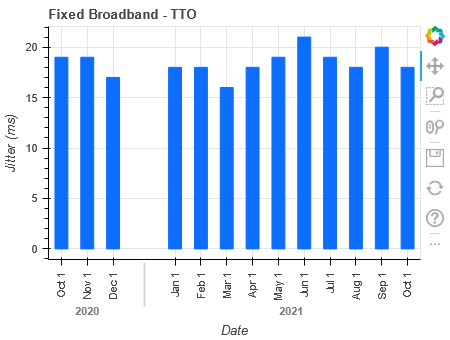 Fixed Broadband - TTO
20
15
10
5
0
Jitter (ms)
Oct 1
Nov 1
Dec 1
Jan 1
Feb 1
Mar 1
Apr 1
May 1
Jun 1
Jul 1
Aug 1
Sep 1
Oct 1
2020
2021
Date